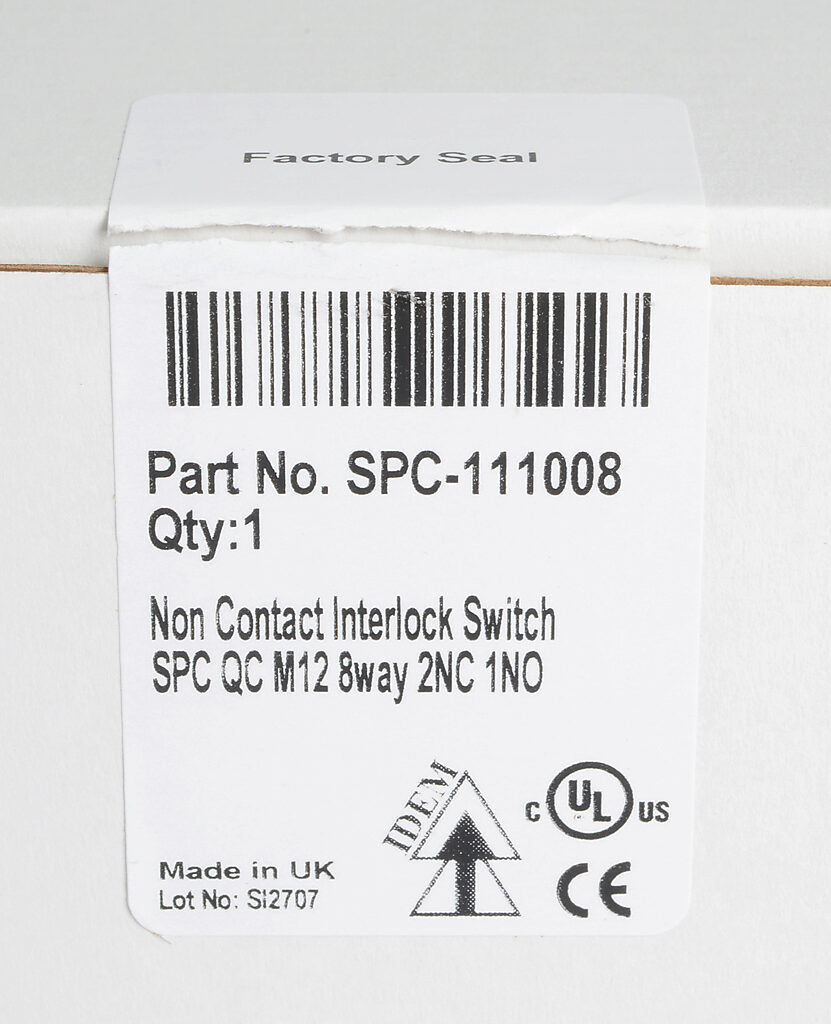 Factory Seal
Part No. SPC-111008
Qty:1
Non Contact Interlock Switch
SPC QC M12 8way 2NC 1NO
IDEM
C UL US
CE
Made in UK
Lot No: SI2707